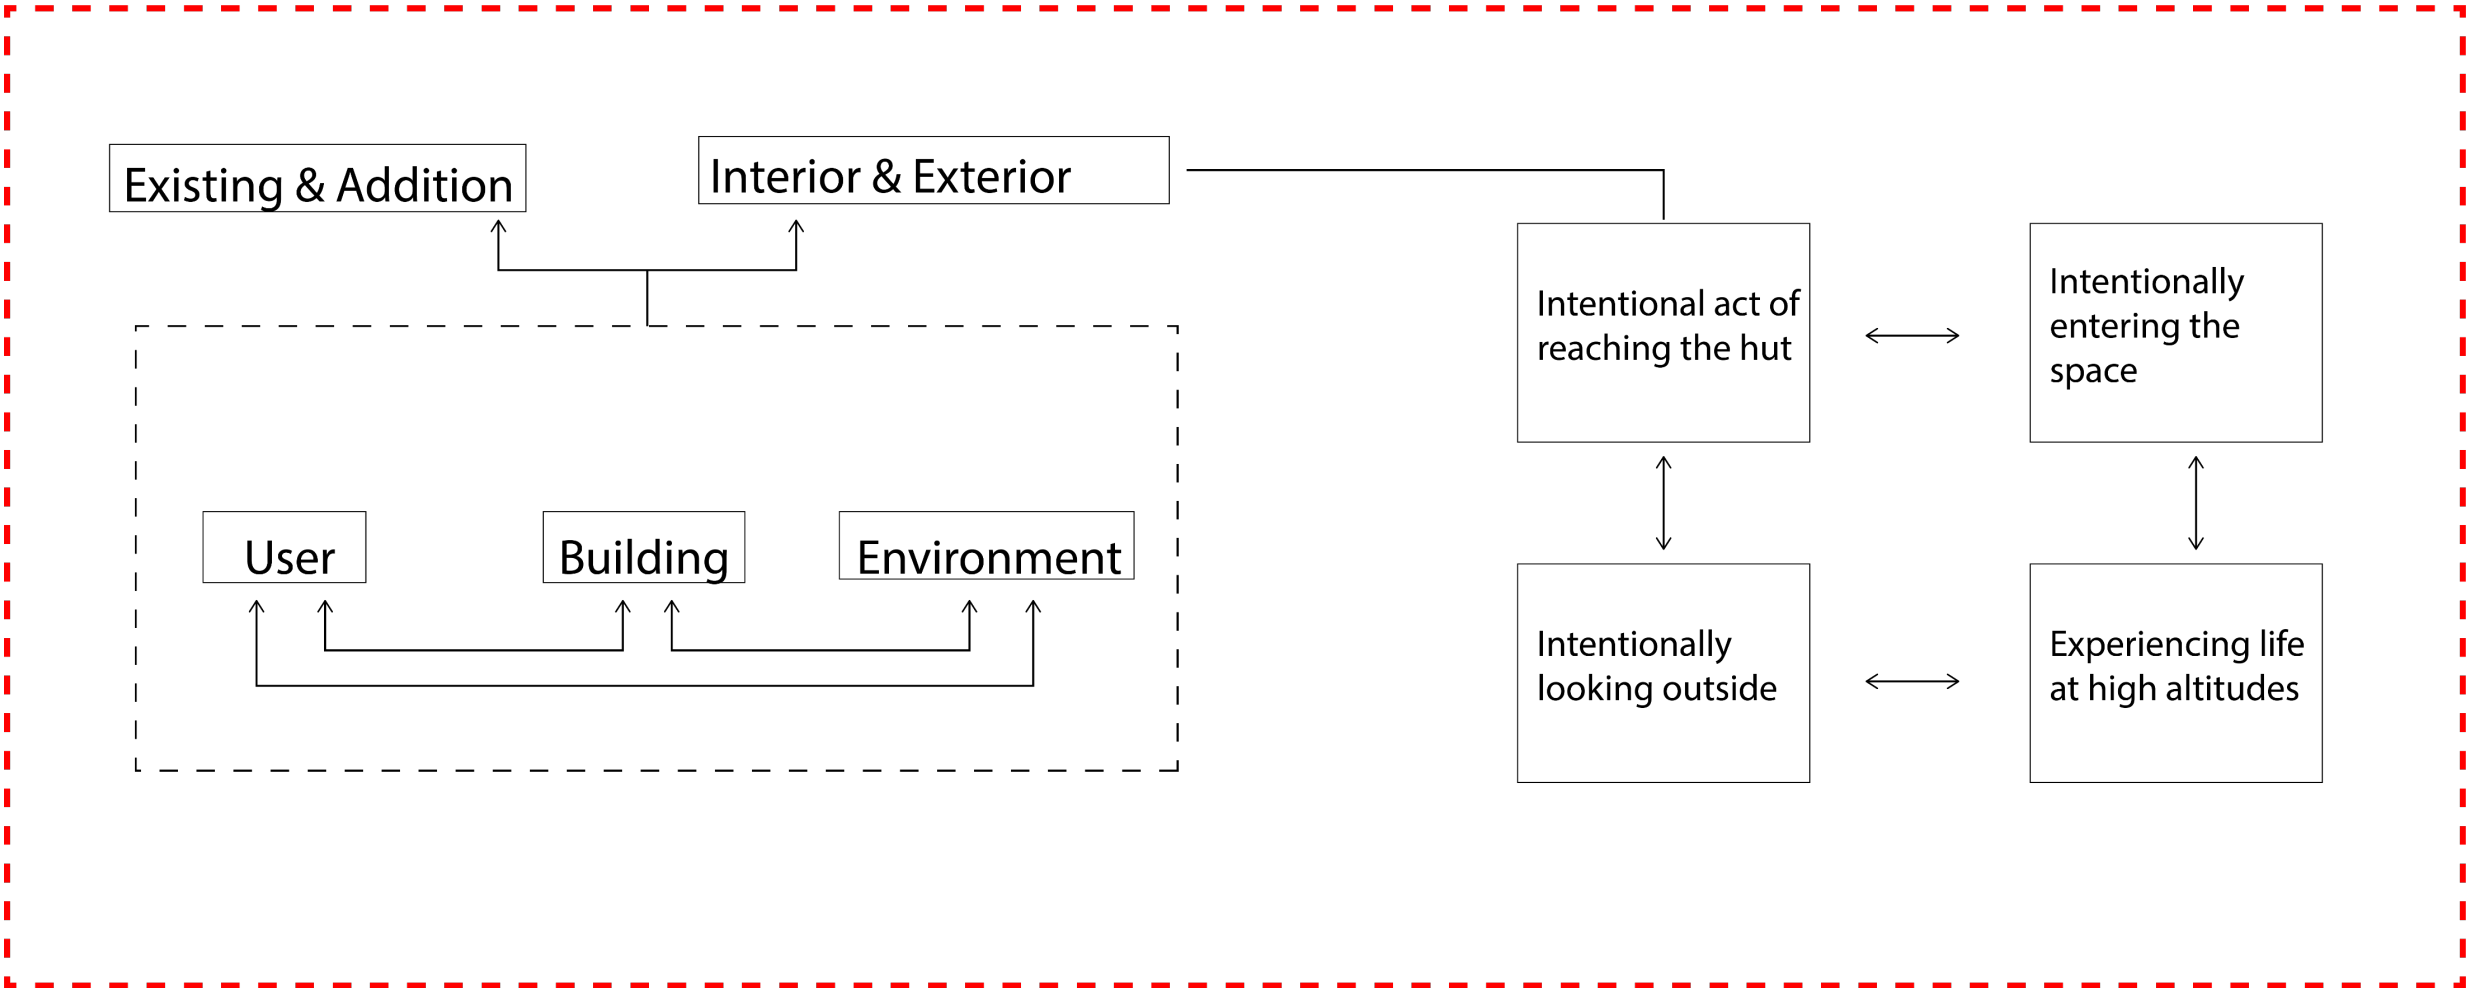 Existing & Addition
Interior & Exterior
User
Building
Environment
Intentional act of
reaching the hut
Intentionally
entering the
space
Intentionally
looking outside
Experiencing life
at high altitudes